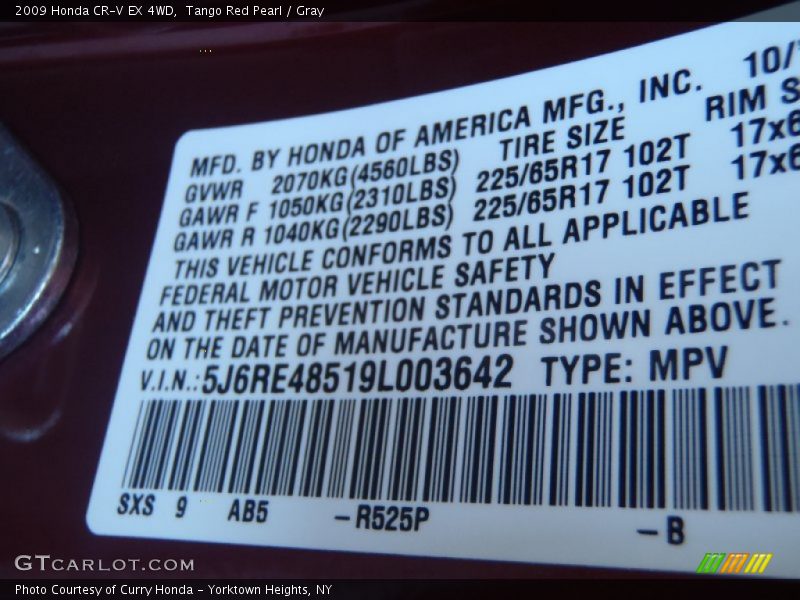 2009 Honda CR-V EX 4WD, Tango Red Pearl / Gray
MFD. BY HONDA OF AMERICA MFG., INC. 10/
GVWR 2070KG(4560LBS) TIRE SIZE RIM S
GAWR F 1050KG(2310LBS) 225/65R17 102T 17x6
GAWR R 1040KG(2290LBS) 225/65R17 102T 17x6
THIS VEHICLE CONFORMS TO ALL APPLICABLE
FEDERAL MOTOR VEHICLE SAFETY
AND THEFT PREVENTION STANDARDS IN EFFECT
ON THE DATE OF MANUFACTURE SHOWN ABOVE.
V.I.N.:5J6RE48519L003642 TYPE: MPV
SXS 9 AB5 -R525P -B
GTCARLOT.COM
Photo Courtesy of Curry Honda - Yorktown Heights, NY